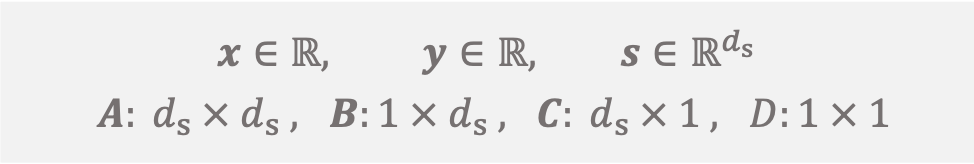 𝒙 ∈ ℝ, 𝒚 ∈ ℝ, 𝒔 ∈ ℝ^{d_s}
𝑨: d_s × d_s , 𝑩: 1 × d_s , 𝑪: d_s × 1 , D: 1 × 1